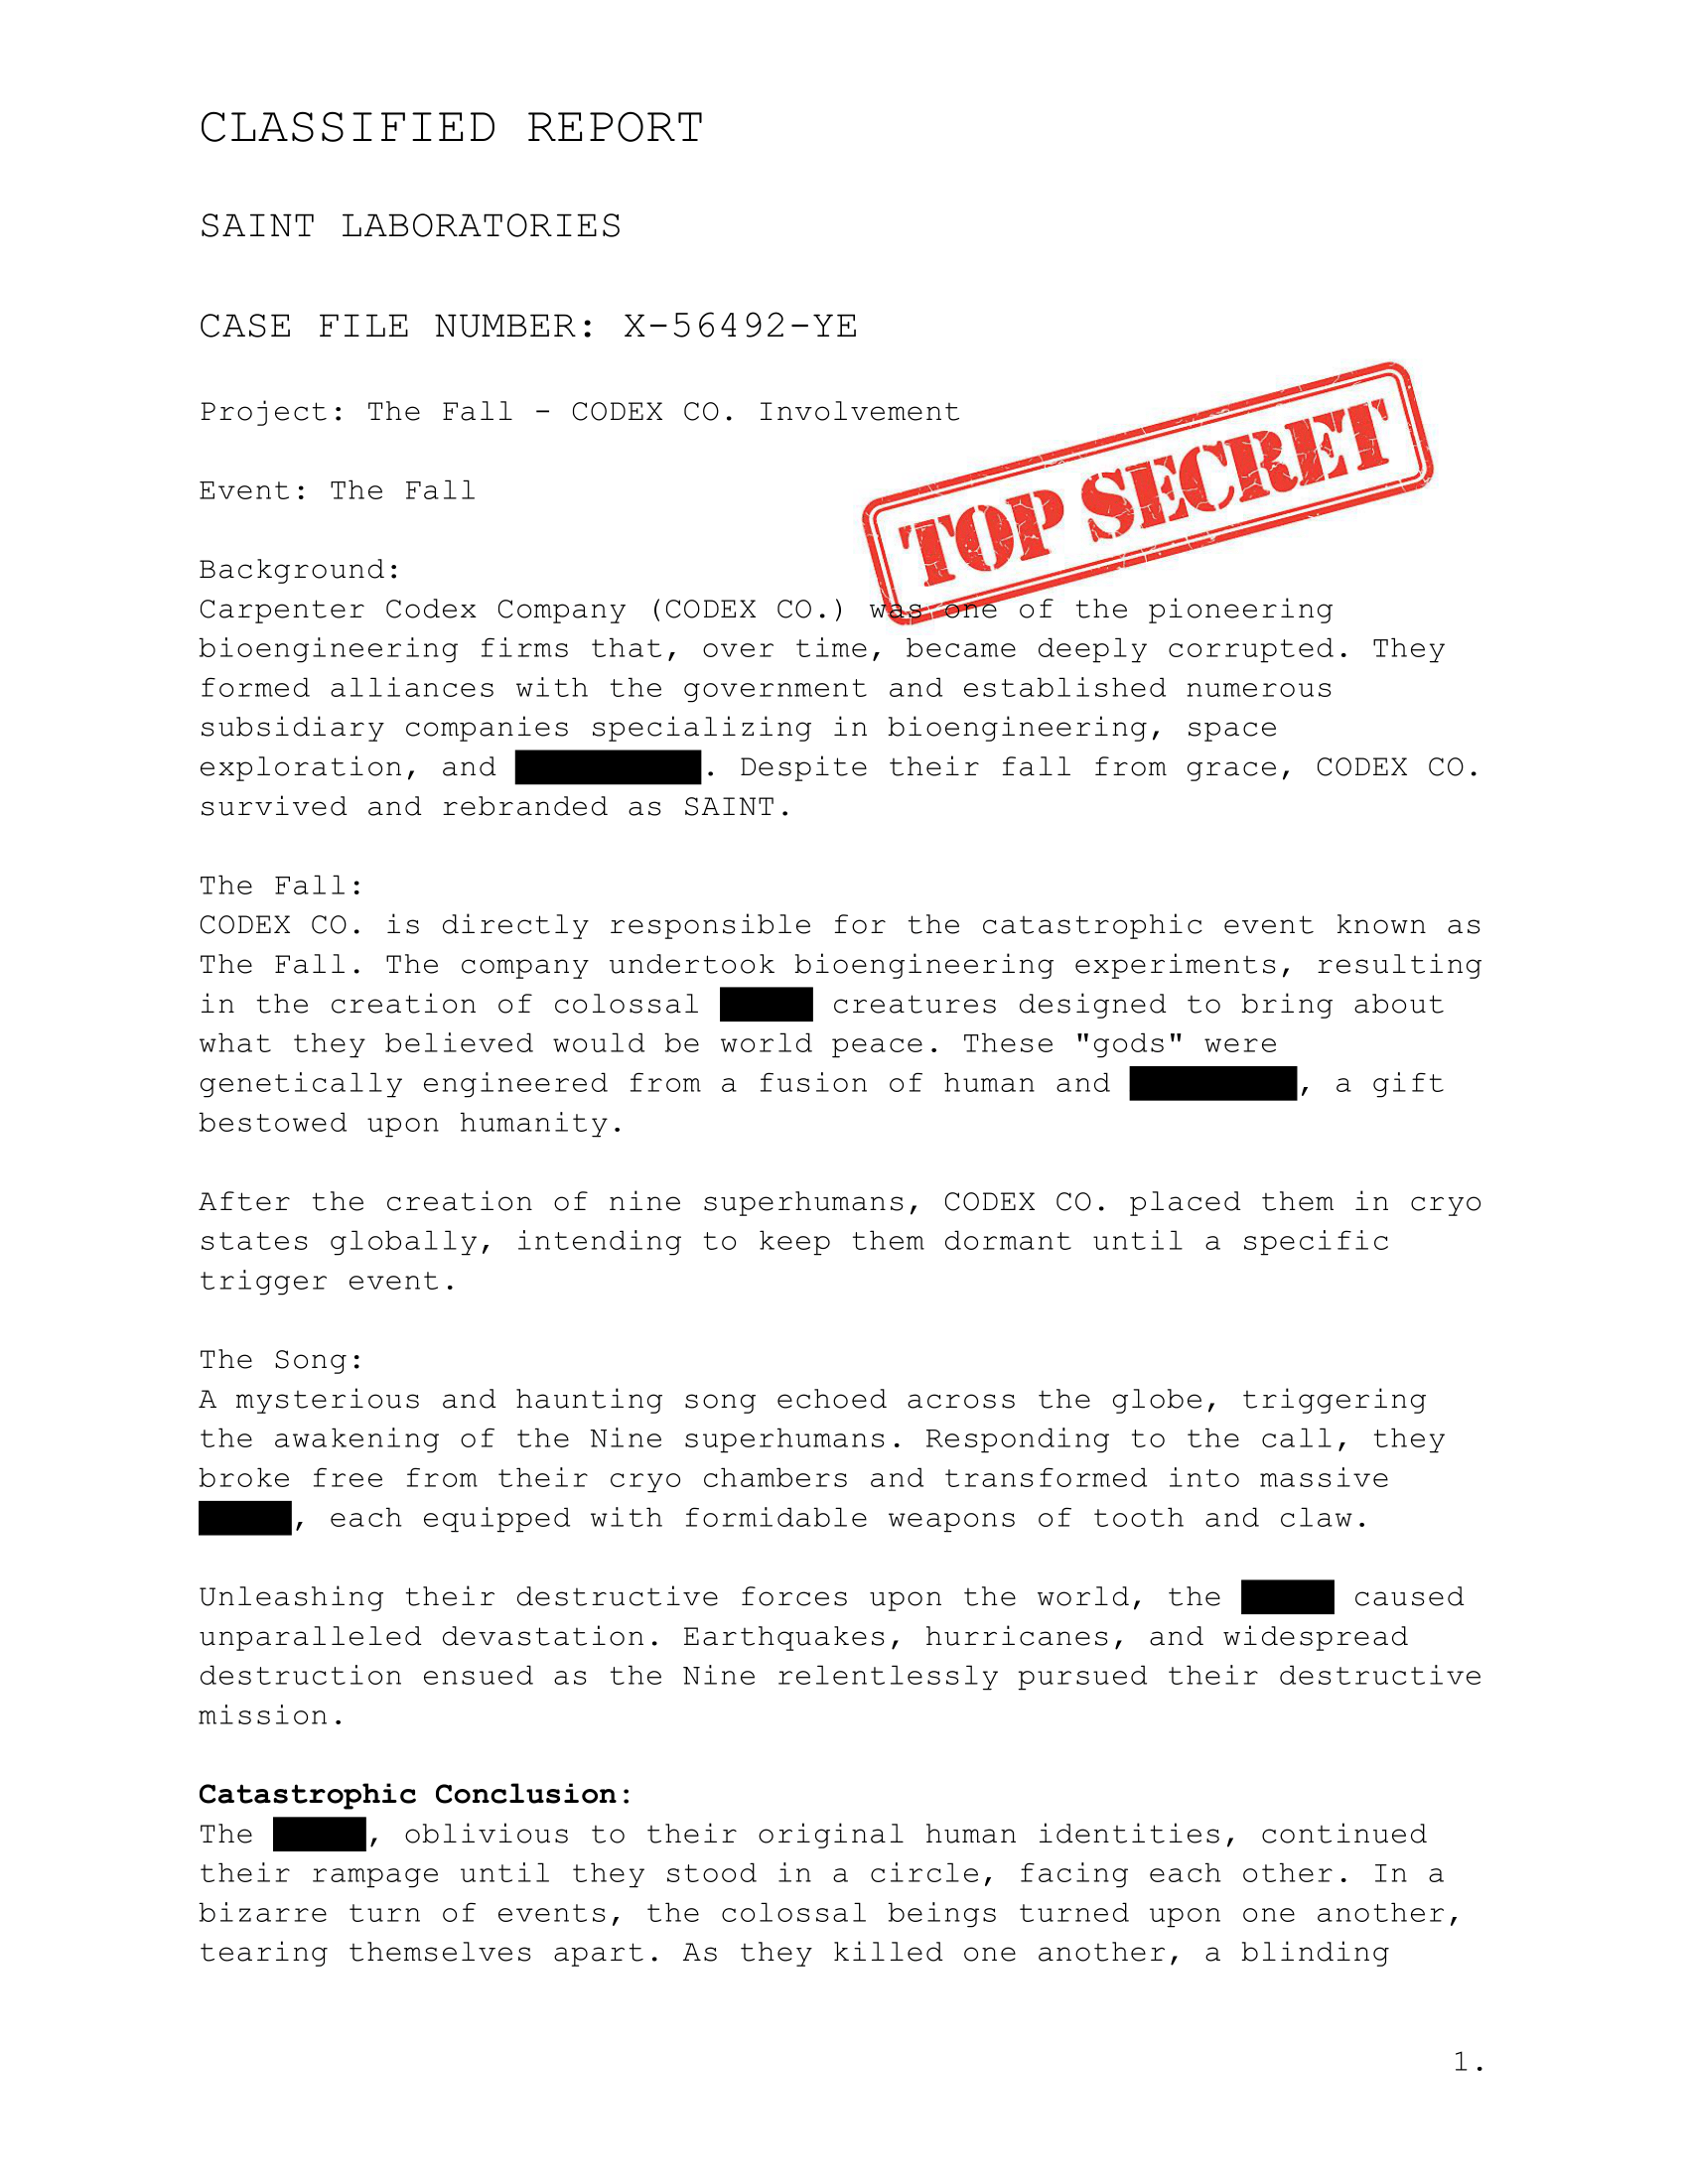 CLASSIFIED REPORT
SAINT LABORATORIES
CASE FILE NUMBER: X-56492-YE
Project: The Fall - CODEX CO. Involvement
TOP SECRET
Event: The Fall
Background:
Carpenter Codex Company (CODEX CO.) was one of the pioneering
bioengineering firms that, over time, became deeply corrupted. They
formed alliances with the government and established numerous
subsidiary companies specializing in bioengineering, space
exploration, and . Despite their fall from grace, CODEX CO.
survived and rebranded as SAINT.
The Fall:
CODEX CO. is directly responsible for the catastrophic event known as
The Fall. The company undertook bioengineering experiments, resulting
in the creation of colossal creatures designed to bring about
what they believed would be world peace. These "gods" were
genetically engineered from a fusion of human and , a gift
bestowed upon humanity.
After the creation of nine superhumans, CODEX CO. placed them in cryo
states globally, intending to keep them dormant until a specific
trigger event.
The Song:
A mysterious and haunting song echoed across the globe, triggering
the awakening of the Nine superhumans. Responding to the call, they
broke free from their cryo chambers and transformed into massive
, each equipped with formidable weapons of tooth and claw.
Unleashing their destructive forces upon the world, the caused
unparalleled devastation. Earthquakes, hurricanes, and widespread
destruction ensued as the Nine relentlessly pursued their destructive
mission.
Catastrophic Conclusion:
The , oblivious to their original human identities, continued
their rampage until they stood in a circle, facing each other. In a
bizarre turn of events, the colossal beings turned upon one another,
tearing themselves apart. As they killed one another, a blinding
1.